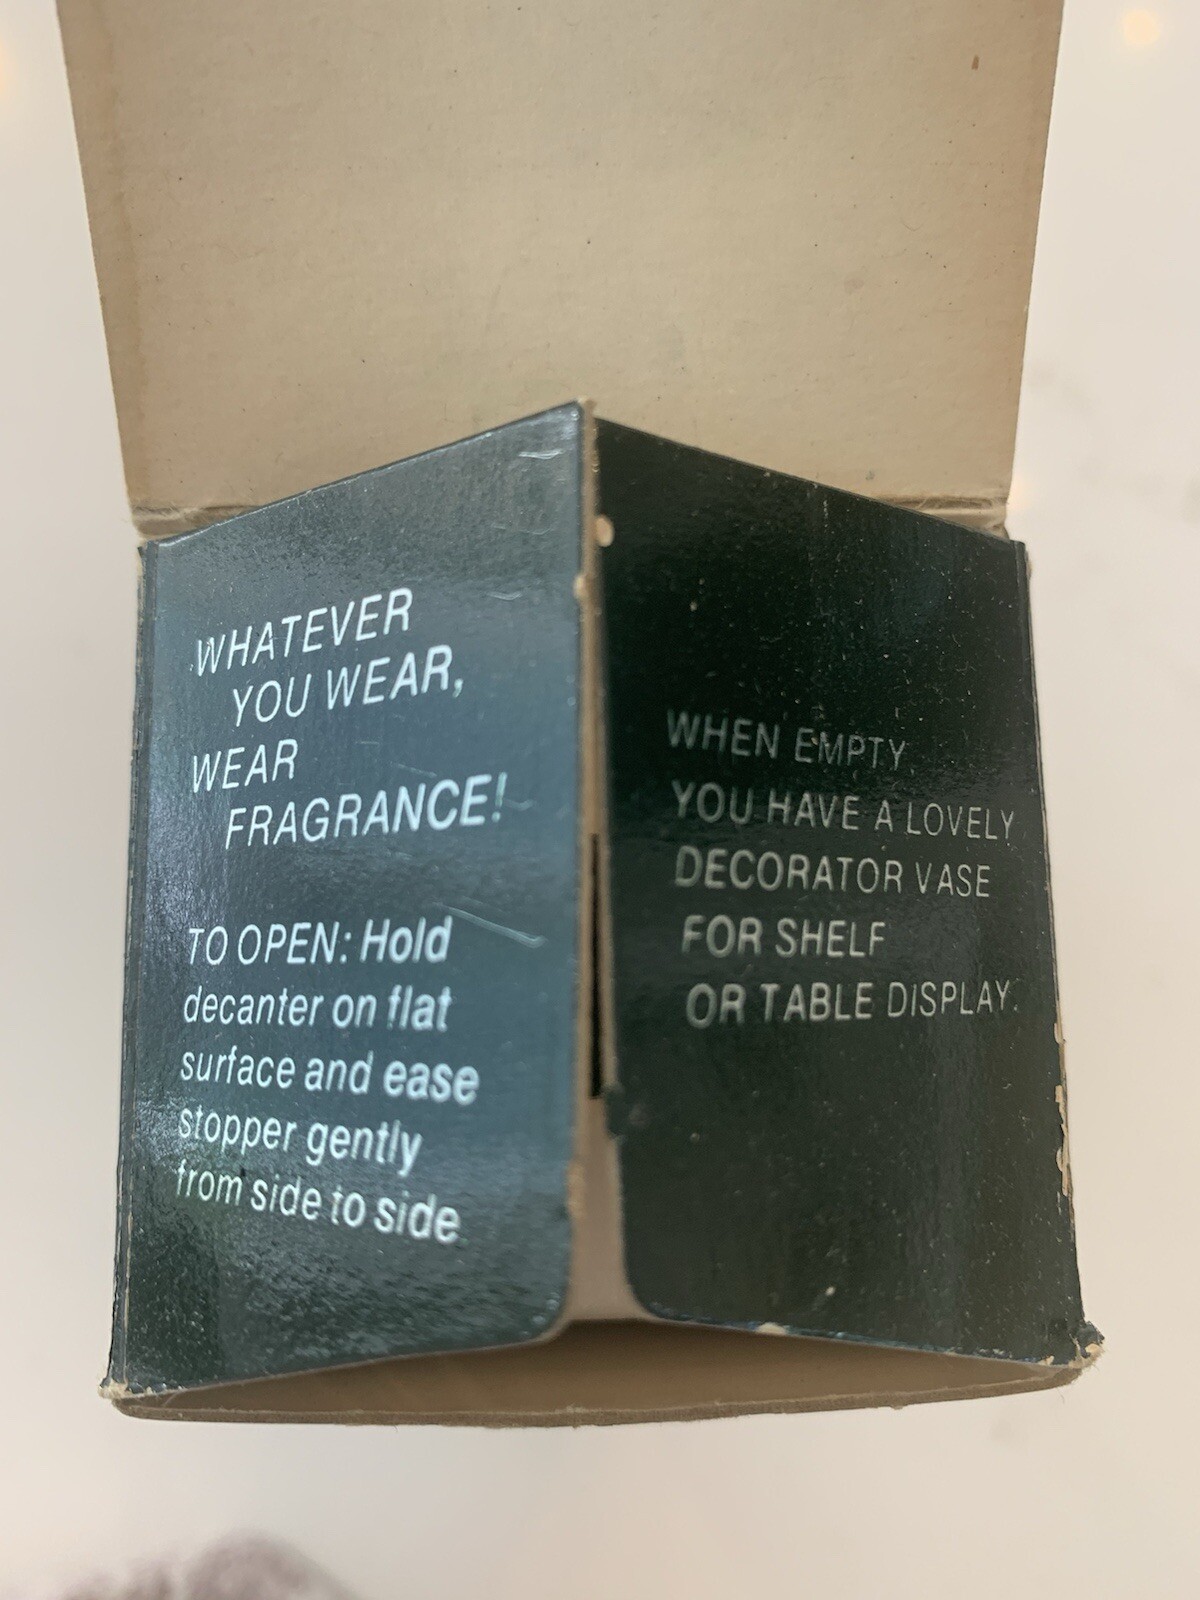 WHATEVER
YOU WEAR,
WEAR
FRAGRANCE!
TO OPEN: Hold
decanter on flat
surface and ease
stopper gently
from side to side
WHEN EMPTY
YOU HAVE A LOVELY
DECORATOR VASE
FOR SHELF
OR TABLE DISPLAY.